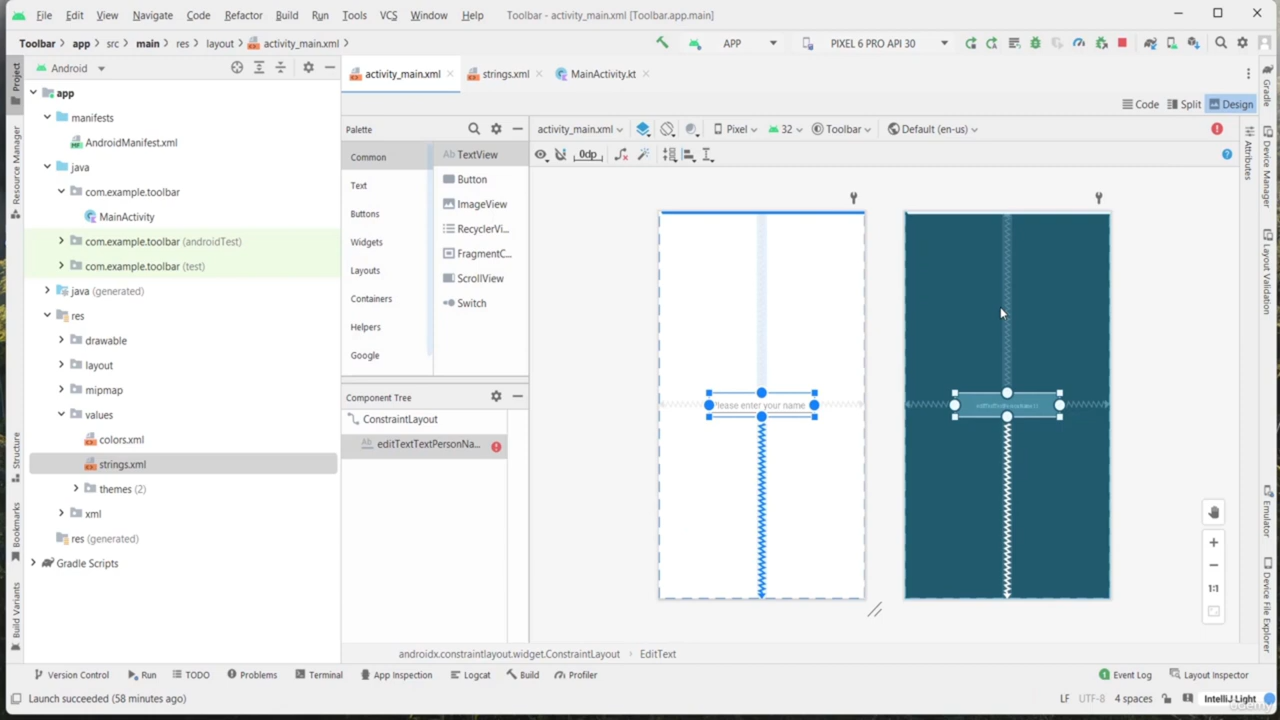 File Edit View Navigate Code Refactor Build Run Tools VCS Window Help Toolbar - activity_main.xml [Toolbar.app.main]
Toolbar app src main res layout activity_main.xml APP PIXEL 6 PRO API 30
Project
Android
activity_main.xml strings.xml MainActivity.kt
Gradle
app
Code Split Design
manifests
Palette
activity_main.xml Pixel 32 Toolbar Default (en-us)
AndroidManifest.xml
Resource Manager
Common
TextView
0dp
Attributes
Device Manager
java
Text
Button
com.example.toolbar
Buttons
ImageView
MainActivity
Widgets
RecyclerVi...
com.example.toolbar (androidTest)
Layouts
FragmentC...
com.example.toolbar (test)
Containers
ScrollView
java (generated)
Helpers
Switch
Layout Validation
res
Google
drawable
layout
mipmap
Component Tree
values
ConstraintLayout
Please enter your name
colors.xml
editTextTextPersonNa...
strings.xml
Structure
themes (2)
xml
Bookmarks
Emulator
res (generated)
Gradle Scripts
1:1
Build Variants
Device File Explorer
androidx.constraintlayout.widget.ConstraintLayout EditText
Version Control Run TODO Problems Terminal App Inspection Logcat Build Profiler Event Log Layout Inspector
Launch succeeded (58 minutes ago) LF UTF-8 4 spaces IntelliJ Light
udemy